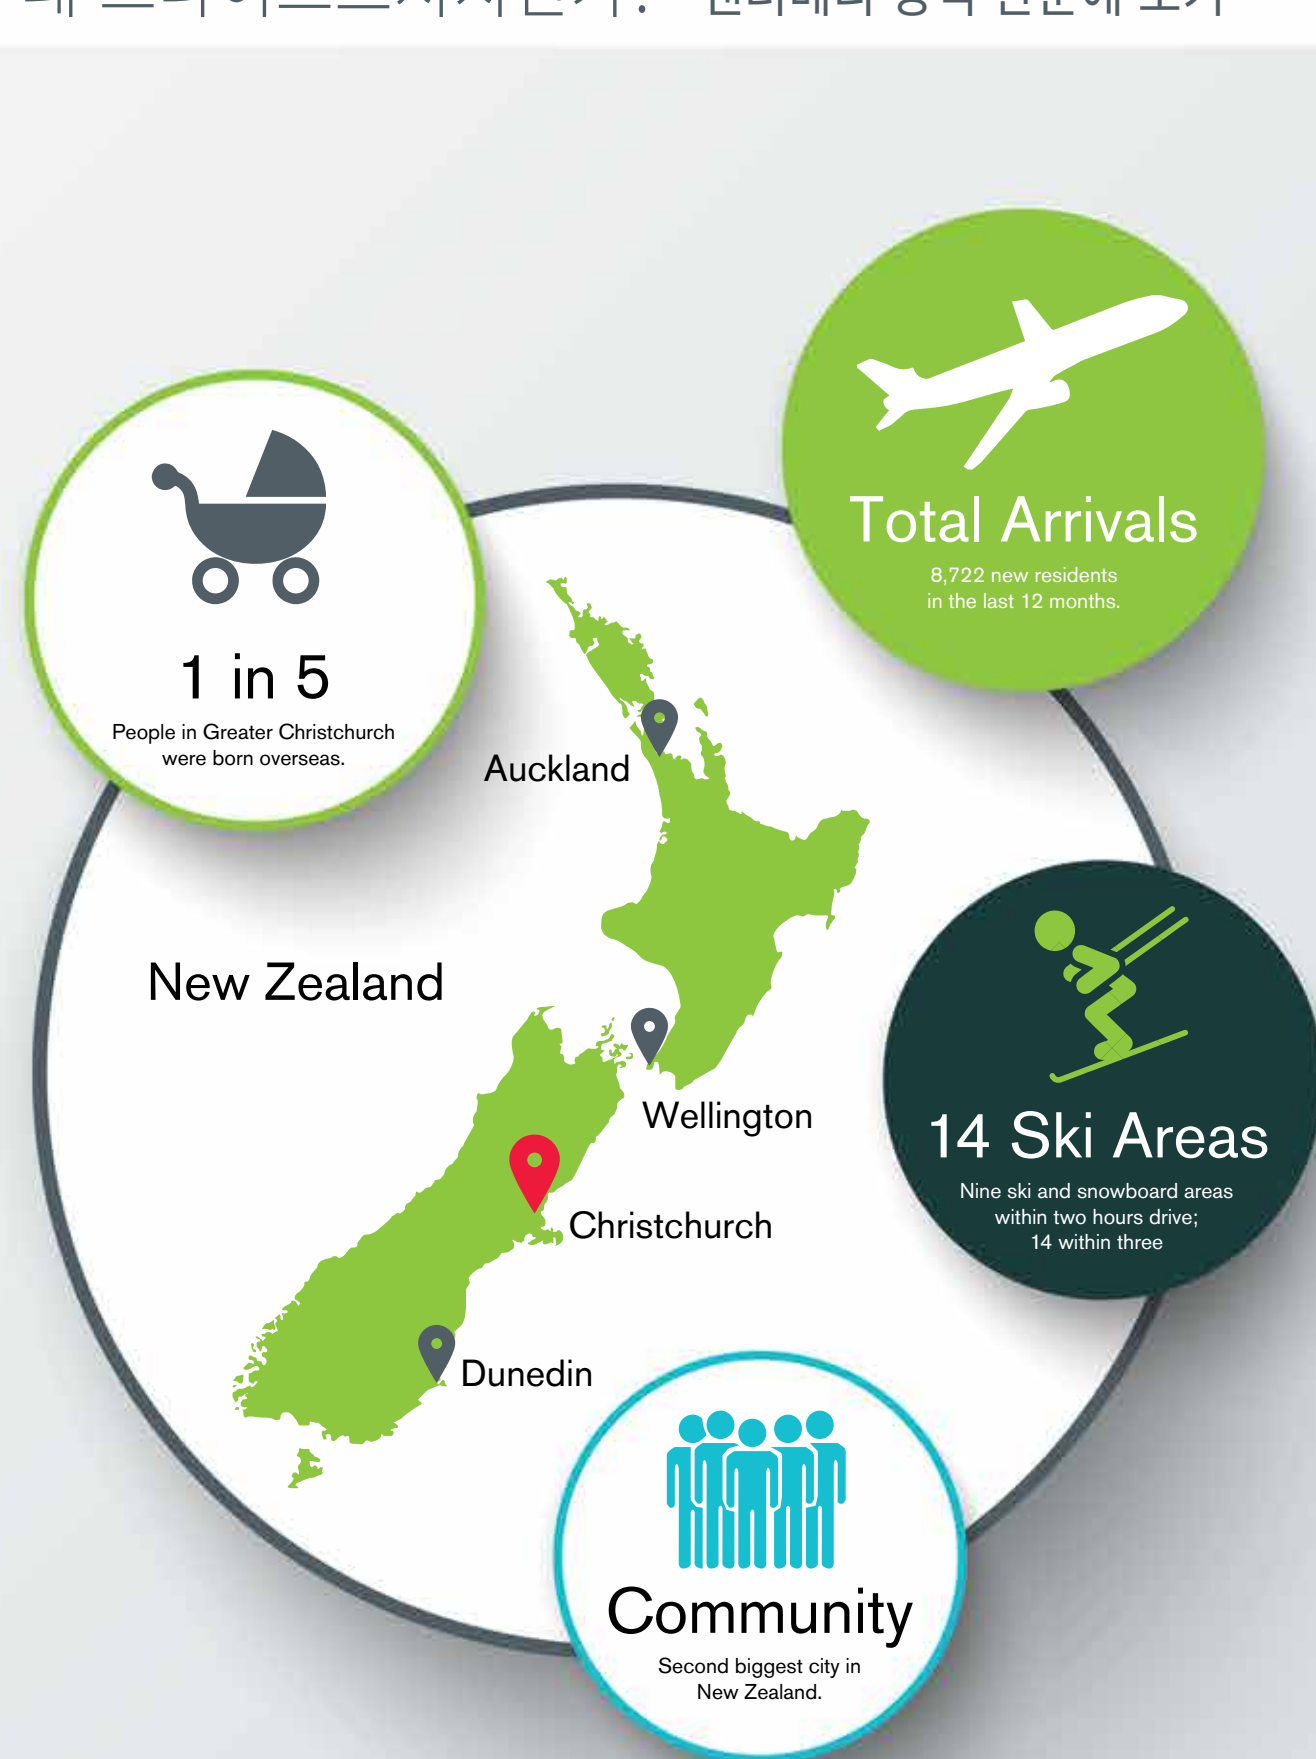 Total Arrivals
8,722 new residents
in the last 12 months.
1 in 5
People in Greater Christchurch
were born overseas.
Auckland
New Zealand
14 Ski Areas
Nine ski and snowboard areas
within two hours drive;
14 within three
Wellington
Christchurch
Dunedin
Community
Second biggest city in
New Zealand.